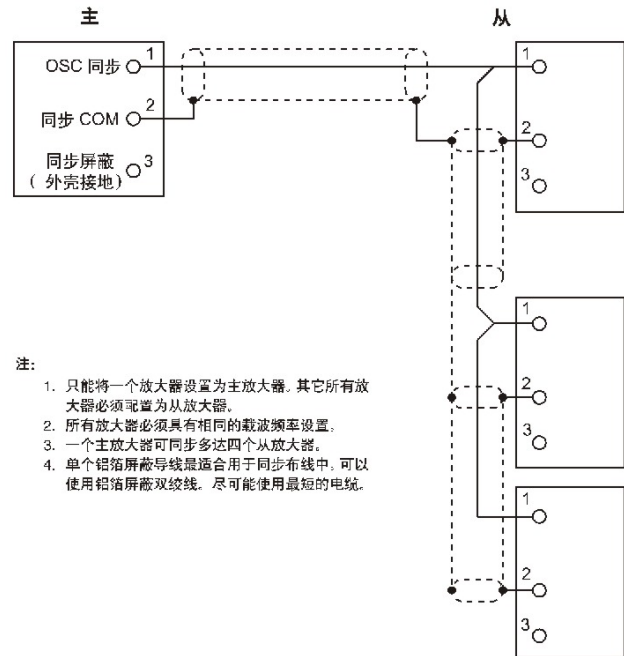 主
从
OSC 同步
1
同步 COM
2
同步屏蔽
3
( 外壳接地)
1
2
3
1
2
3
1
2
3
注:
1. 只能将一个放大器设置为主放大器。其它所有放
大器必须配置为从放大器。
2. 所有放大器必须具有相同的载波频率设置。
3. 一个主放大器可同步多达四个从放大器。
4. 单个铝箔屏蔽导线最适合用于同步布线中。可以
使用铝箔屏蔽双绞线。尽可能使用最短的电缆。